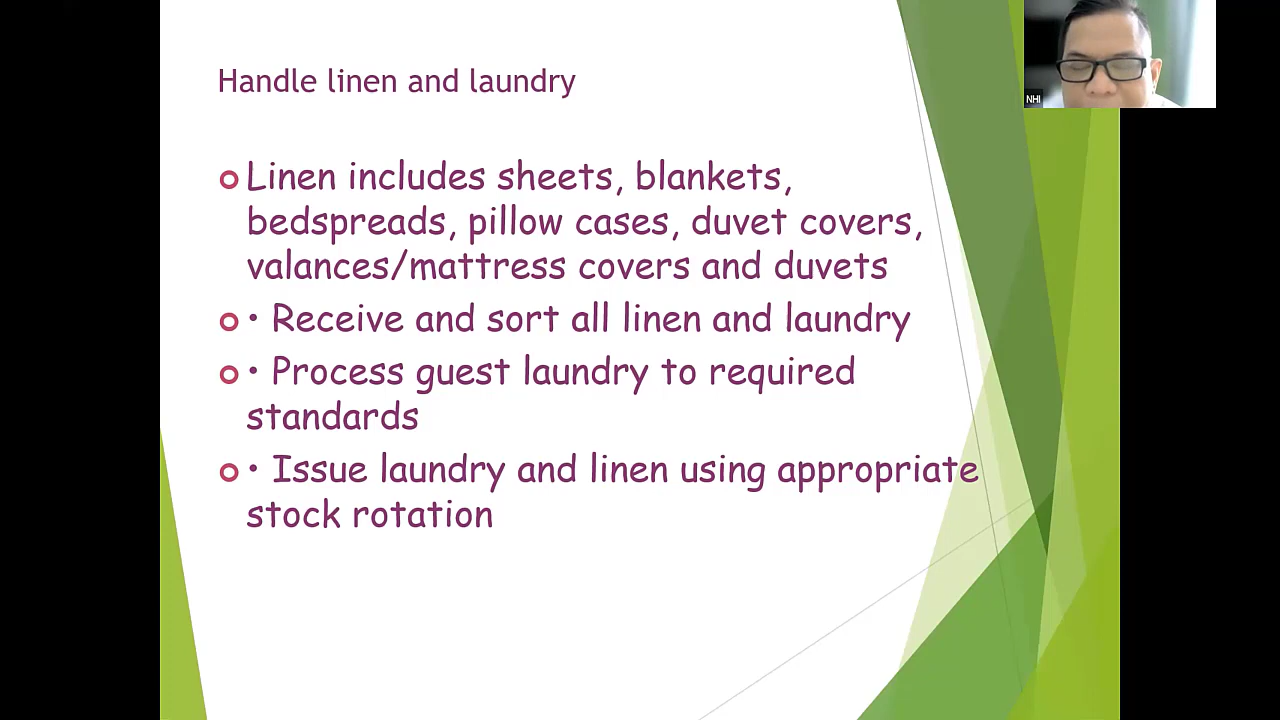 Handle linen and laundry
NHI
Linen includes sheets, blankets,
bedspreads, pillow cases, duvet covers,
valances/mattress covers and duvets
• Receive and sort all linen and laundry
• Process guest laundry to required
standards
• Issue laundry and linen using appropriate
stock rotation